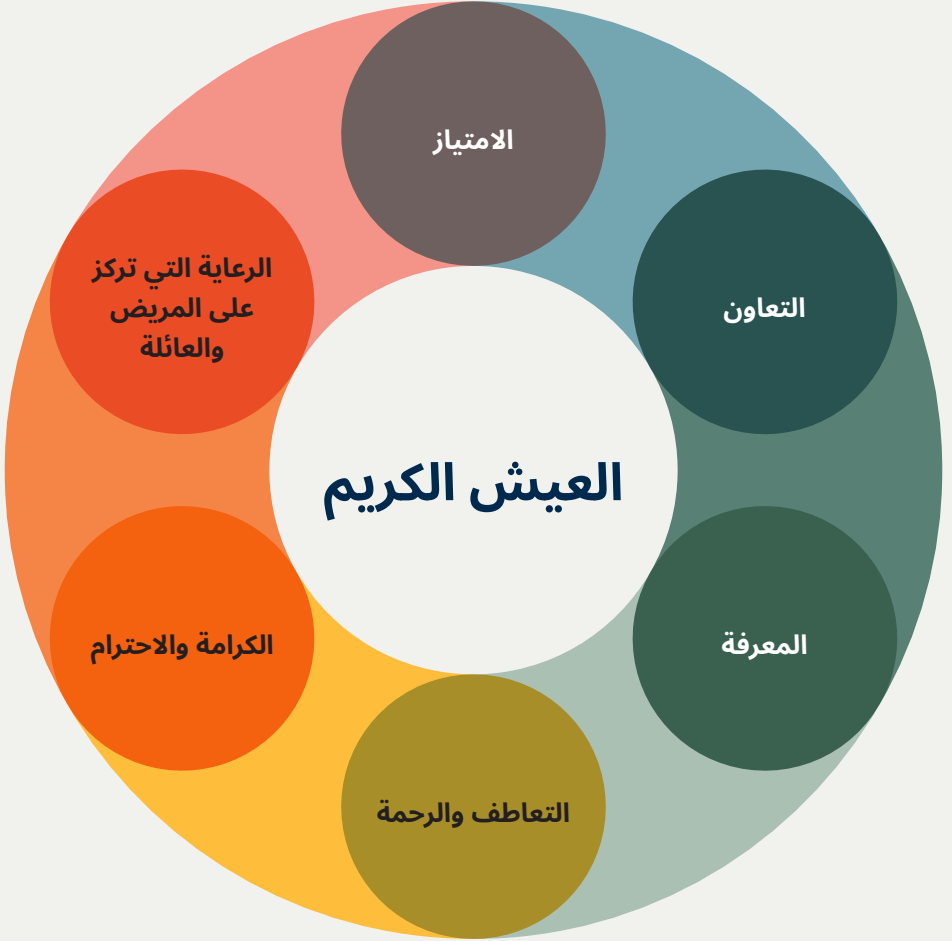 الامتياز
التعاون
الرعاية التي تركز
على المريض
والعائلة
العيش الكريم
المعرفة
الكرامة والاحترام
التعاطف والرحمة